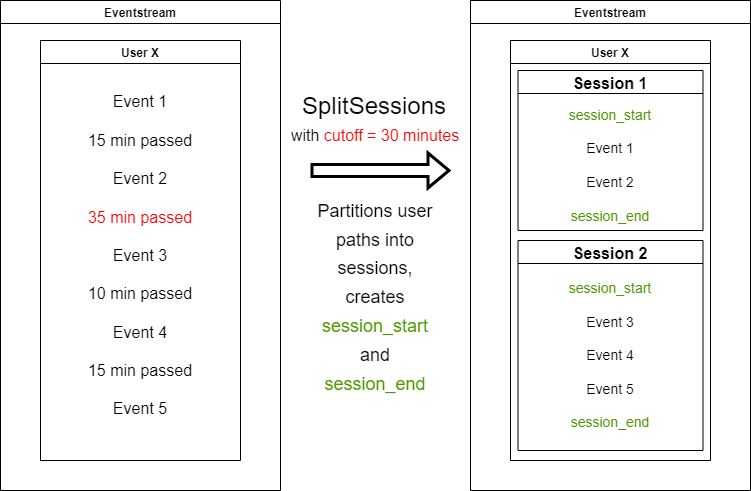 Eventstream
User X
Event 1
15 min passed
Event 2
35 min passed
Event 3
10 min passed
Event 4
15 min passed
Event 5
SplitSessions
with cutoff = 30 minutes
Partitions user
paths into
sessions,
creates
session_start
and
session_end
Eventstream
User X
Session 1
session_start
Event 1
Event 2
session_end
Session 2
session_start
Event 3
Event 4
Event 5
session_end